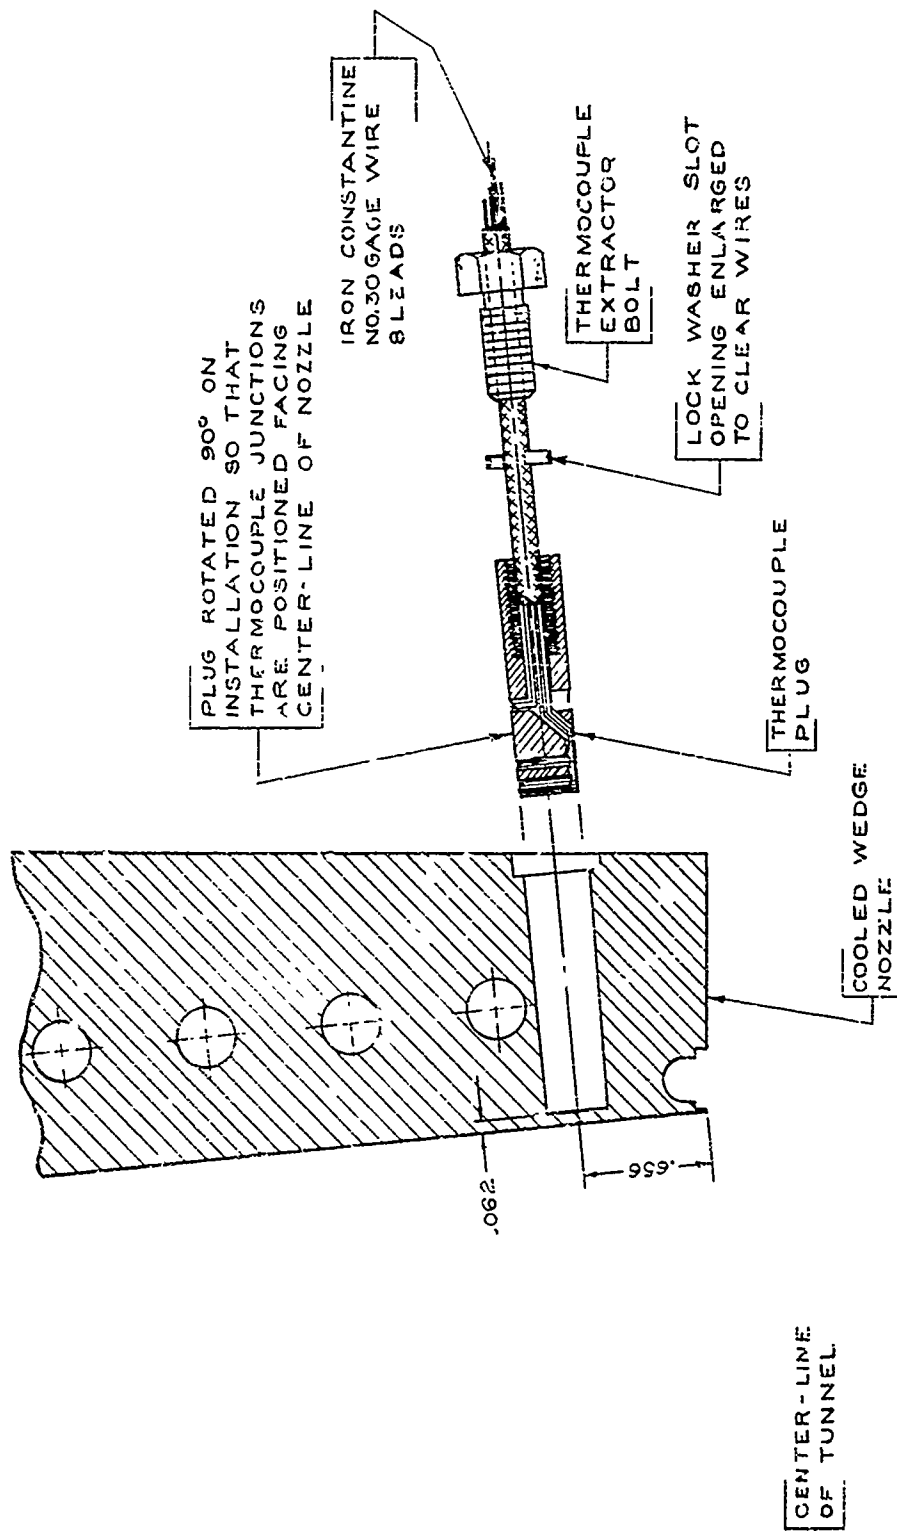 PLUG ROTATED 90° ON
INSTALLATION SO THAT
THERMOCOUPLE JUNCTIONS
ARE POSITIONED FACING
CENTER-LINE OF NOZZLE
IRON CONSTANTINE
NO.30 GAGE WIRE
8 LEADS
THERMOCOUPLE
EXTRACTOR
BOLT
LOCK WASHER SLOT
OPENING ENLARGED
TO CLEAR WIRES
THERMOCOUPLE
PLUG
COOLED WEDGE
NOZZLE
.062
.656
CENTER-LINE
OF TUNNEL